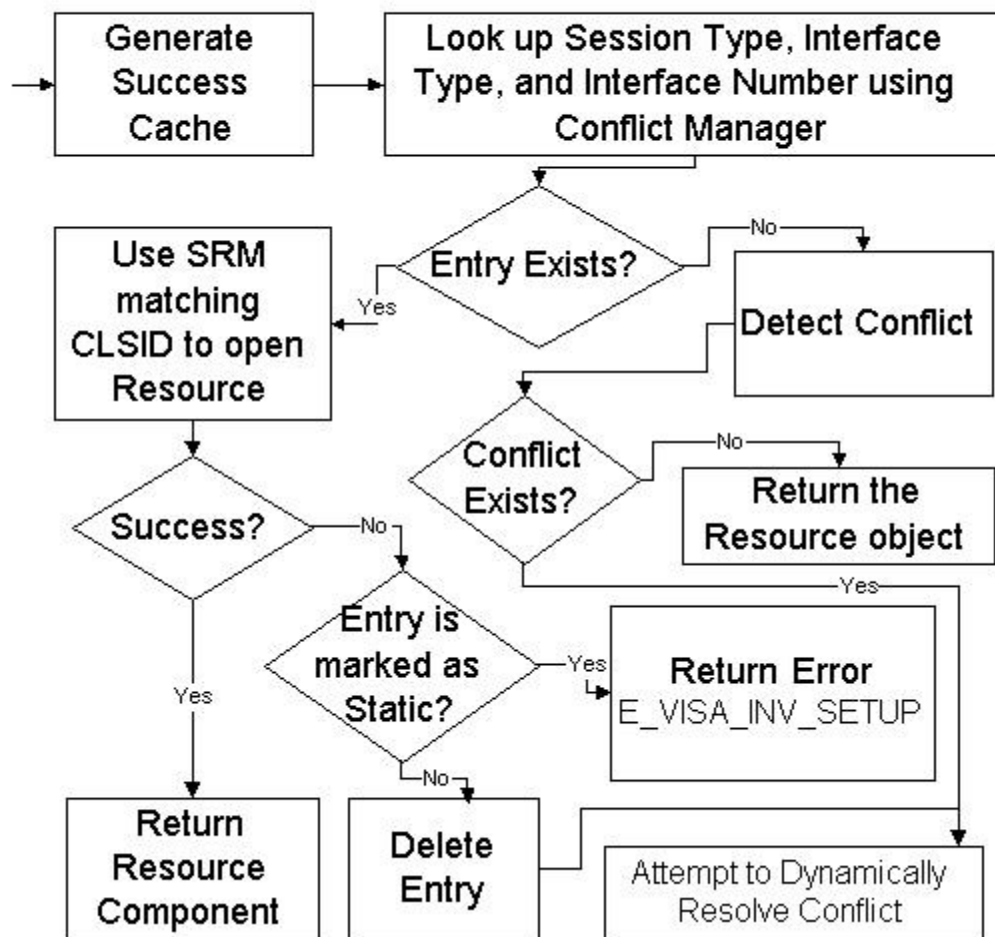 Generate
Success
Cache
Look up Session Type, Interface
Type, and Interface Number using
Conflict Manager
Entry Exists?
No
Yes
Use SRM
matching
CLSID to open
Resource
Detect Conflict
Conflict
Exists?
No
Return the
Resource object
Yes
Success?
No
Yes
Entry is
marked as
Static?
Yes
Return Error
E_VISA_INV_SETUP
No
Return
Resource
Component
Delete
Entry
Attempt to Dynamically
Resolve Conflict